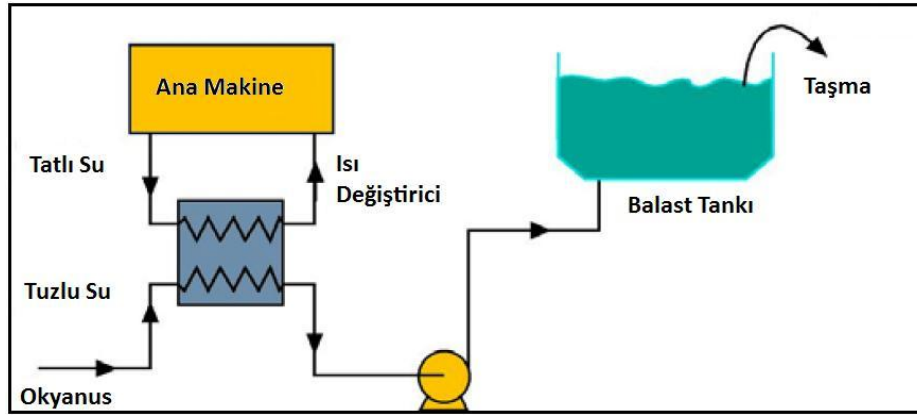 Ana Makine
Taşma
Tatlı Su
Isı
Değiştirici
Balast Tankı
Tuzlu Su
Okyanus